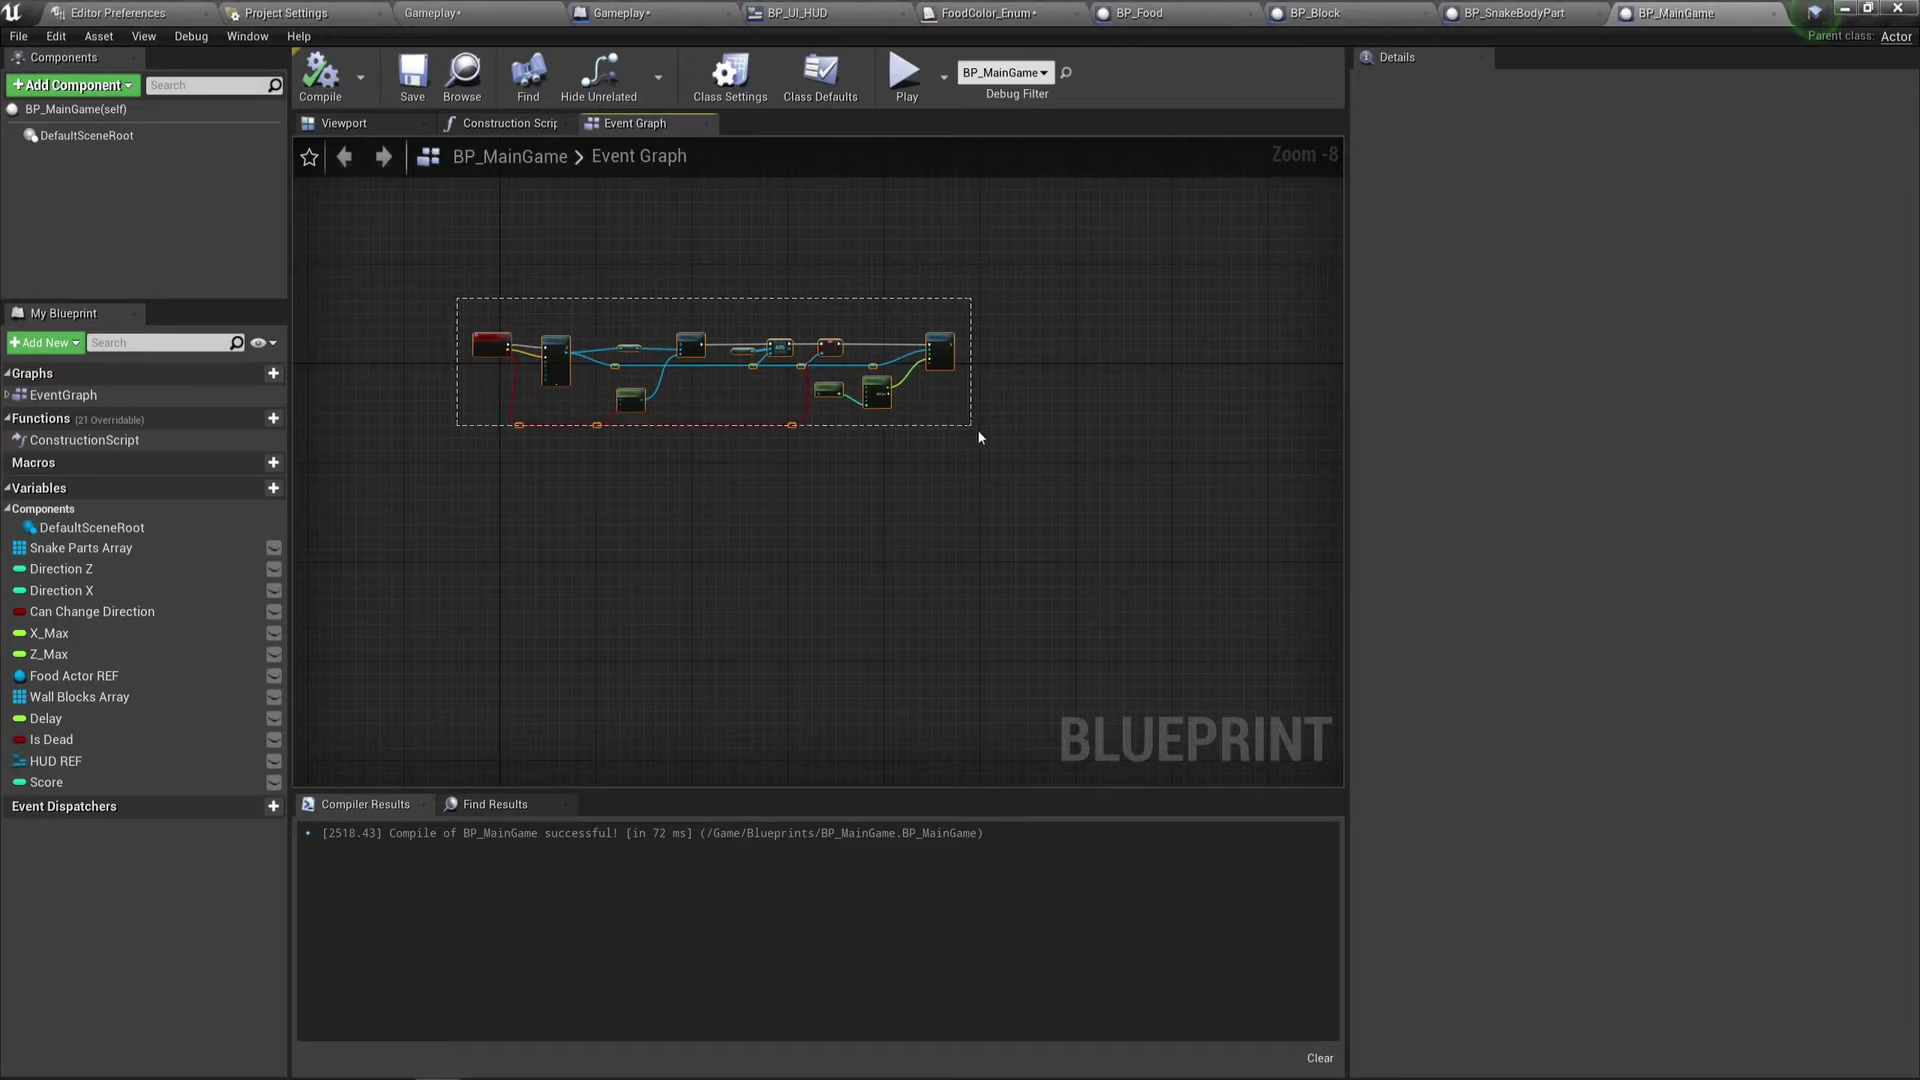 Editor Preferences
Project Settings
Gameplay*
Gameplay*
BP_UI_HUD
FoodColor_Enum*
BP_Food
BP_Block
BP_SnakeBodyPart
BP_MainGame
File Edit Asset View Debug Window Help
Parent class: Actor
Components
+Add Component
Search
BP_MainGame(self)
DefaultSceneRoot
Compile
Save
Browse
Find
Hide Unrelated
Class Settings
Class Defaults
Play
BP_MainGame
Debug Filter
Details
Viewport
Construction Scrip
Event Graph
BP_MainGame > Event Graph
Zoom -8
BLUEPRINT
My Blueprint
+Add New
Search
Graphs
EventGraph
Functions (21 Overridable)
ConstructionScript
Macros
Variables
Components
DefaultSceneRoot
Snake Parts Array
Direction Z
Direction X
Can Change Direction
X_Max
Z_Max
Food Actor REF
Wall Blocks Array
Delay
Is Dead
HUD REF
Score
Event Dispatchers
Compiler Results
Find Results
[2518.43] Compile of BP_MainGame successful! [in 72 ms] (/Game/Blueprints/BP_MainGame.BP_MainGame)
Clear